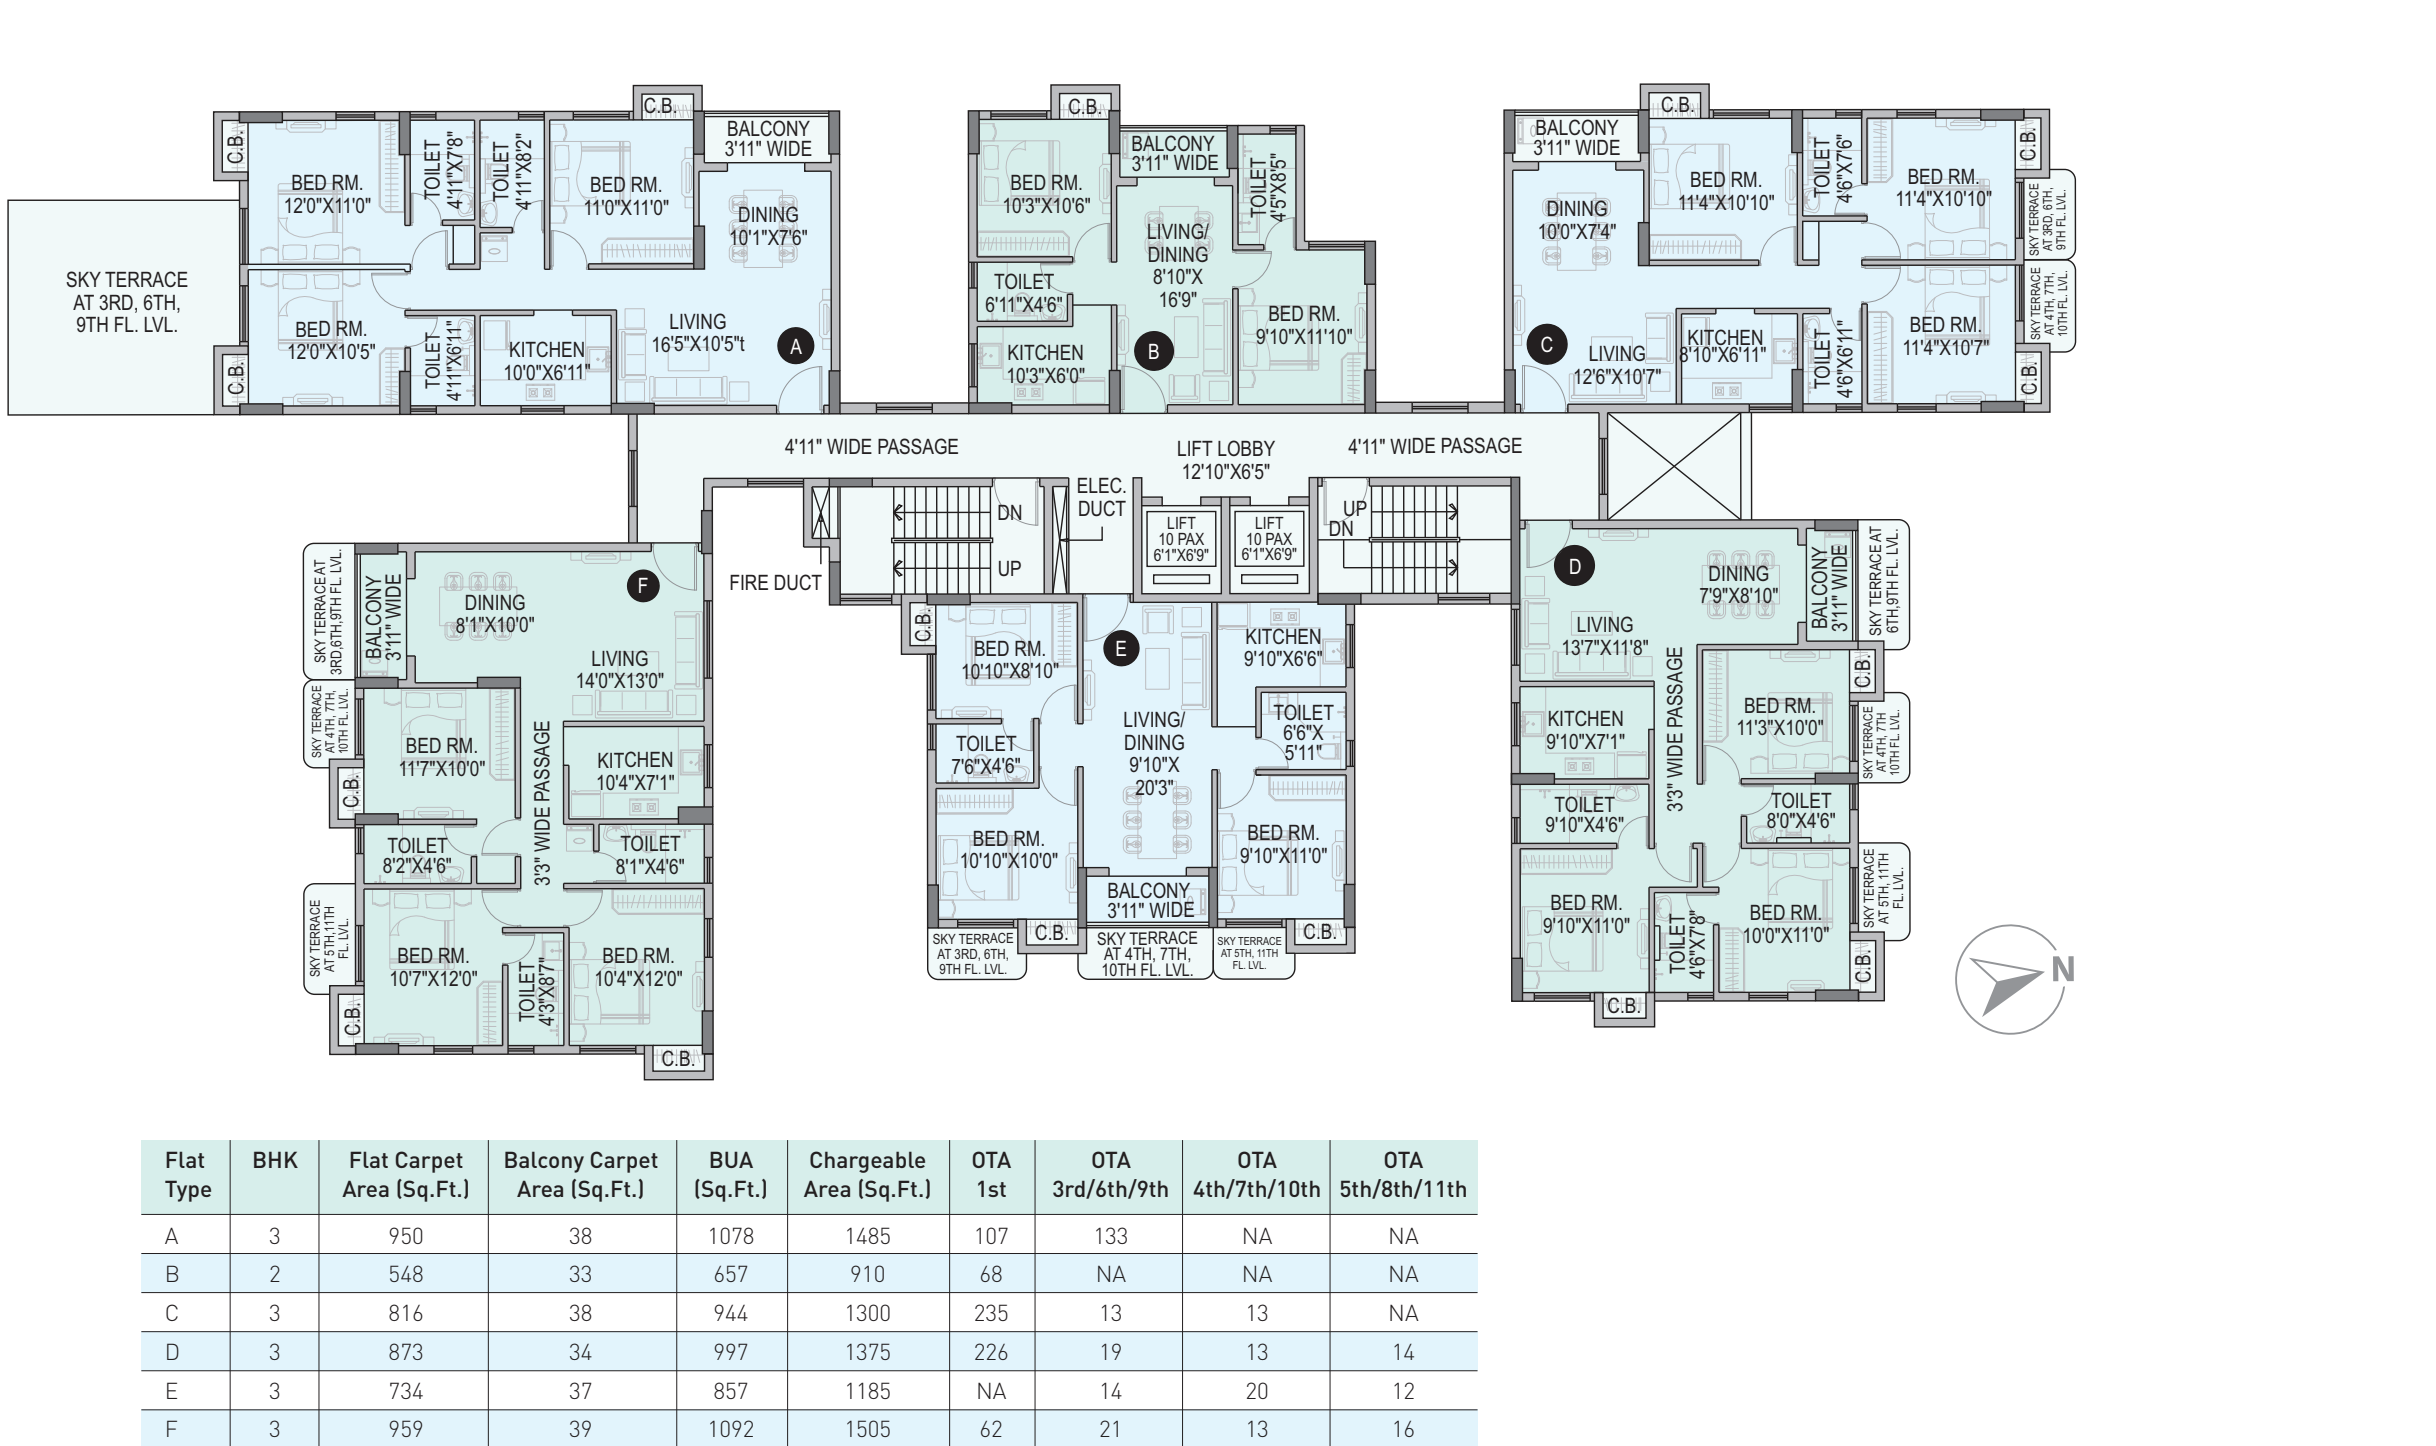 SKY TERRACE
AT 3RD, 6TH,
9TH FL. LVL.
C.B.
BED RM.
12'0"X11'0"
TOILET
4'11"X7'8"
TOILET
4'11"X8'2"
C.B.
BED RM.
11'0"X11'0"
BALCONY
3'11" WIDE
DINING
10'1"X7'6"
C.B.
BED RM.
12'0"X10'5"
TOILET
4'11"X6'11"
KITCHEN
10'0"X6'11"
LIVING
16'5"X10'5"t
A
C.B.
BED RM.
10'3"X10'6"
BALCONY
3'11" WIDE
TOILET
4'5"X8'5"
LIVING/
DINING
8'10"X
16'9"
TOILET
6'11"X4'6"
KITCHEN
10'3"X6'0"
B
BED RM.
9'10"X11'10"
C.B.
BALCONY
3'11" WIDE
DINING
10'0"X7'4"
BED RM.
11'4"X10'10"
TOILET
4'6"X7'6"
BED RM.
11'4"X10'10"
C.B.
SKY TERRACE
AT 3RD, 6TH,
9TH FL. LVL.
SKY TERRACE
AT 4TH, 7TH,
10TH FL. LVL.
C
LIVING
12'6"X10'7"
KITCHEN
8'10"X6'11"
TOILET
4'6"X6'11"
BED RM.
11'4"X10'7"
C.B.
4'11" WIDE PASSAGE
LIFT LOBBY
12'10"X6'5"
4'11" WIDE PASSAGE
ELEC.
DUCT
DN
UP
FIRE DUCT
LIFT
10 PAX
6'1"X6'9"
LIFT
10 PAX
6'1"X6'9"
UP
DN
SKY TERRACE AT
3RD,6TH,9TH FL. LVL.
BALCONY
3'11" WIDE
DINING
8'1"X10'0"
F
LIVING
14'0"X13'0"
SKY TERRACE
AT 4TH, 7TH,
10TH FL. LVL.
BED RM.
11'7"X10'0"
C.B.
3'3" WIDE PASSAGE
KITCHEN
10'4"X7'1"
TOILET
8'2"X4'6"
TOILET
8'1"X4'6"
SKY TERRACE
AT 5TH,11TH
FL. LVL.
BED RM.
10'7"X12'0"
TOILET
4'3"X8'7"
BED RM.
10'4"X12'0"
C.B.
C.B.
C.B.
BED RM.
10'10"X8'10"
E
KITCHEN
9'10"X6'6"
TOILET
7'6"X4'6"
LIVING/
DINING
9'10"X
20'3"
TOILET
6'6"X
5'11"
BED RM.
10'10"X10'0"
BED RM.
9'10"X11'0"
BALCONY
3'11" WIDE
C.B.
C.B.
SKY TERRACE
AT 3RD, 6TH,
9TH FL. LVL.
SKY TERRACE
AT 4TH, 7TH,
10TH FL. LVL.
SKY TERRACE
AT 5TH, 11TH
FL. LVL.
D
DINING
7'9"X8'10"
BALCONY
3'11" WIDE
SKY TERRACE AT
6TH,9TH FL. LVL.
LIVING
13'7"X11'8"
C.B.
3'3" WIDE PASSAGE
BED RM.
11'3"X10'0"
SKY TERRACE
AT 4TH, 7TH
10TH FL. LVL.
KITCHEN
9'10"X7'1"
TOILET
9'10"X4'6"
TOILET
8'0"X4'6"
BED RM.
9'10"X11'0"
TOILET
4'6"X7'8"
BED RM.
10'0"X11'0"
SKY TERRACE
AT 5TH, 11TH
FL. LVL.
C.B.
C.B.
N
Flat Type BHK Flat Carpet Area (Sq.Ft.) Balcony Carpet Area (Sq.Ft.) BUA (Sq.Ft.) Chargeable Area (Sq.Ft.) OTA 1st OTA 3rd/6th/9th OTA 4th/7th/10th OTA 5th/8th/11th
A 3 950 38 1078 1485 107 133 NA NA
B 2 548 33 657 910 68 NA NA NA
C 3 816 38 944 1300 235 13 13 NA
D 3 873 34 997 1375 226 19 13 14
E 3 734 37 857 1185 NA 14 20 12
F 3 959 39 1092 1505 62 21 13 16